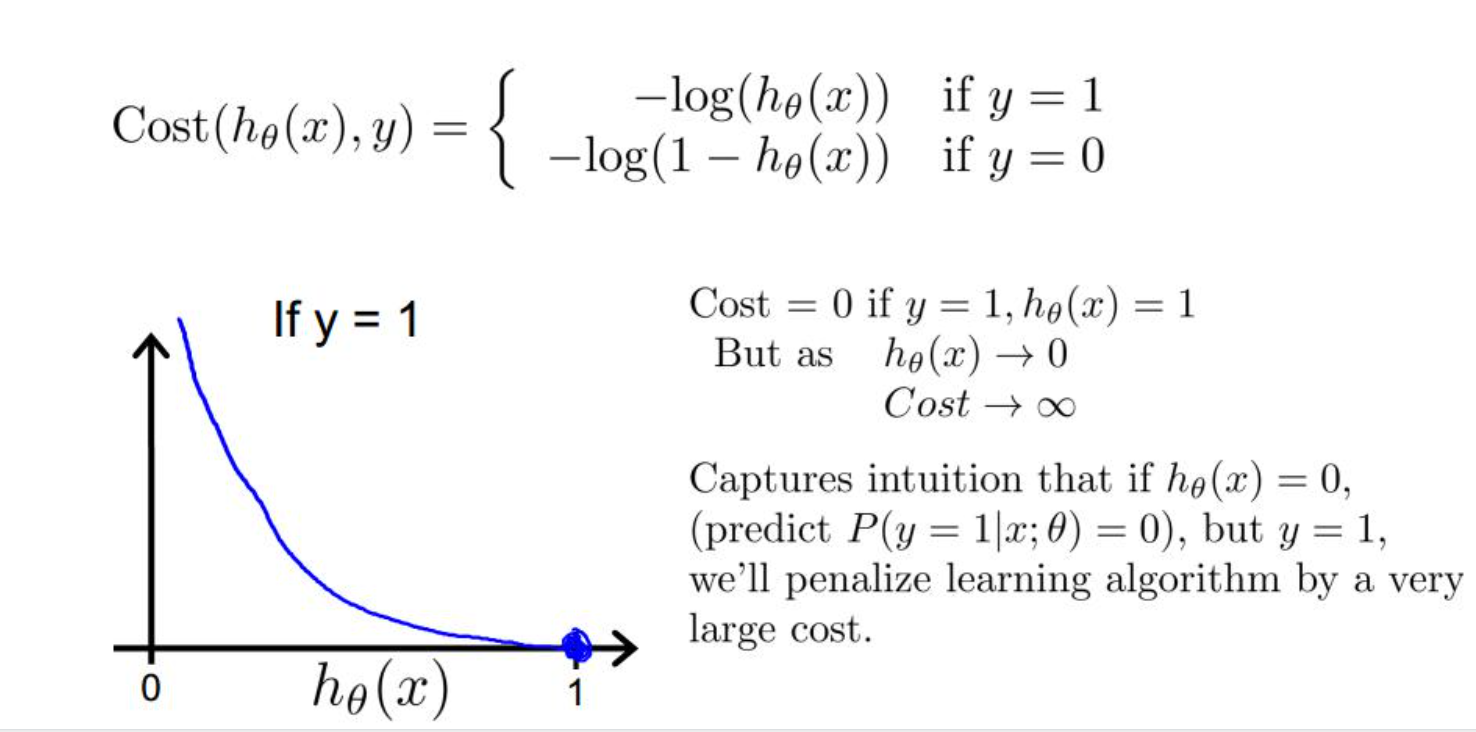 Cost(hθ(x), y) = { −log(hθ(x)) if y = 1
−log(1 − hθ(x)) if y = 0
If y = 1
0
hθ(x)
1
Cost = 0 if y = 1, hθ(x) = 1
But as hθ(x) → 0
Cost → ∞
Captures intuition that if hθ(x) = 0,
(predict P(y = 1|x; θ) = 0), but y = 1,
we'll penalize learning algorithm by a very
large cost.